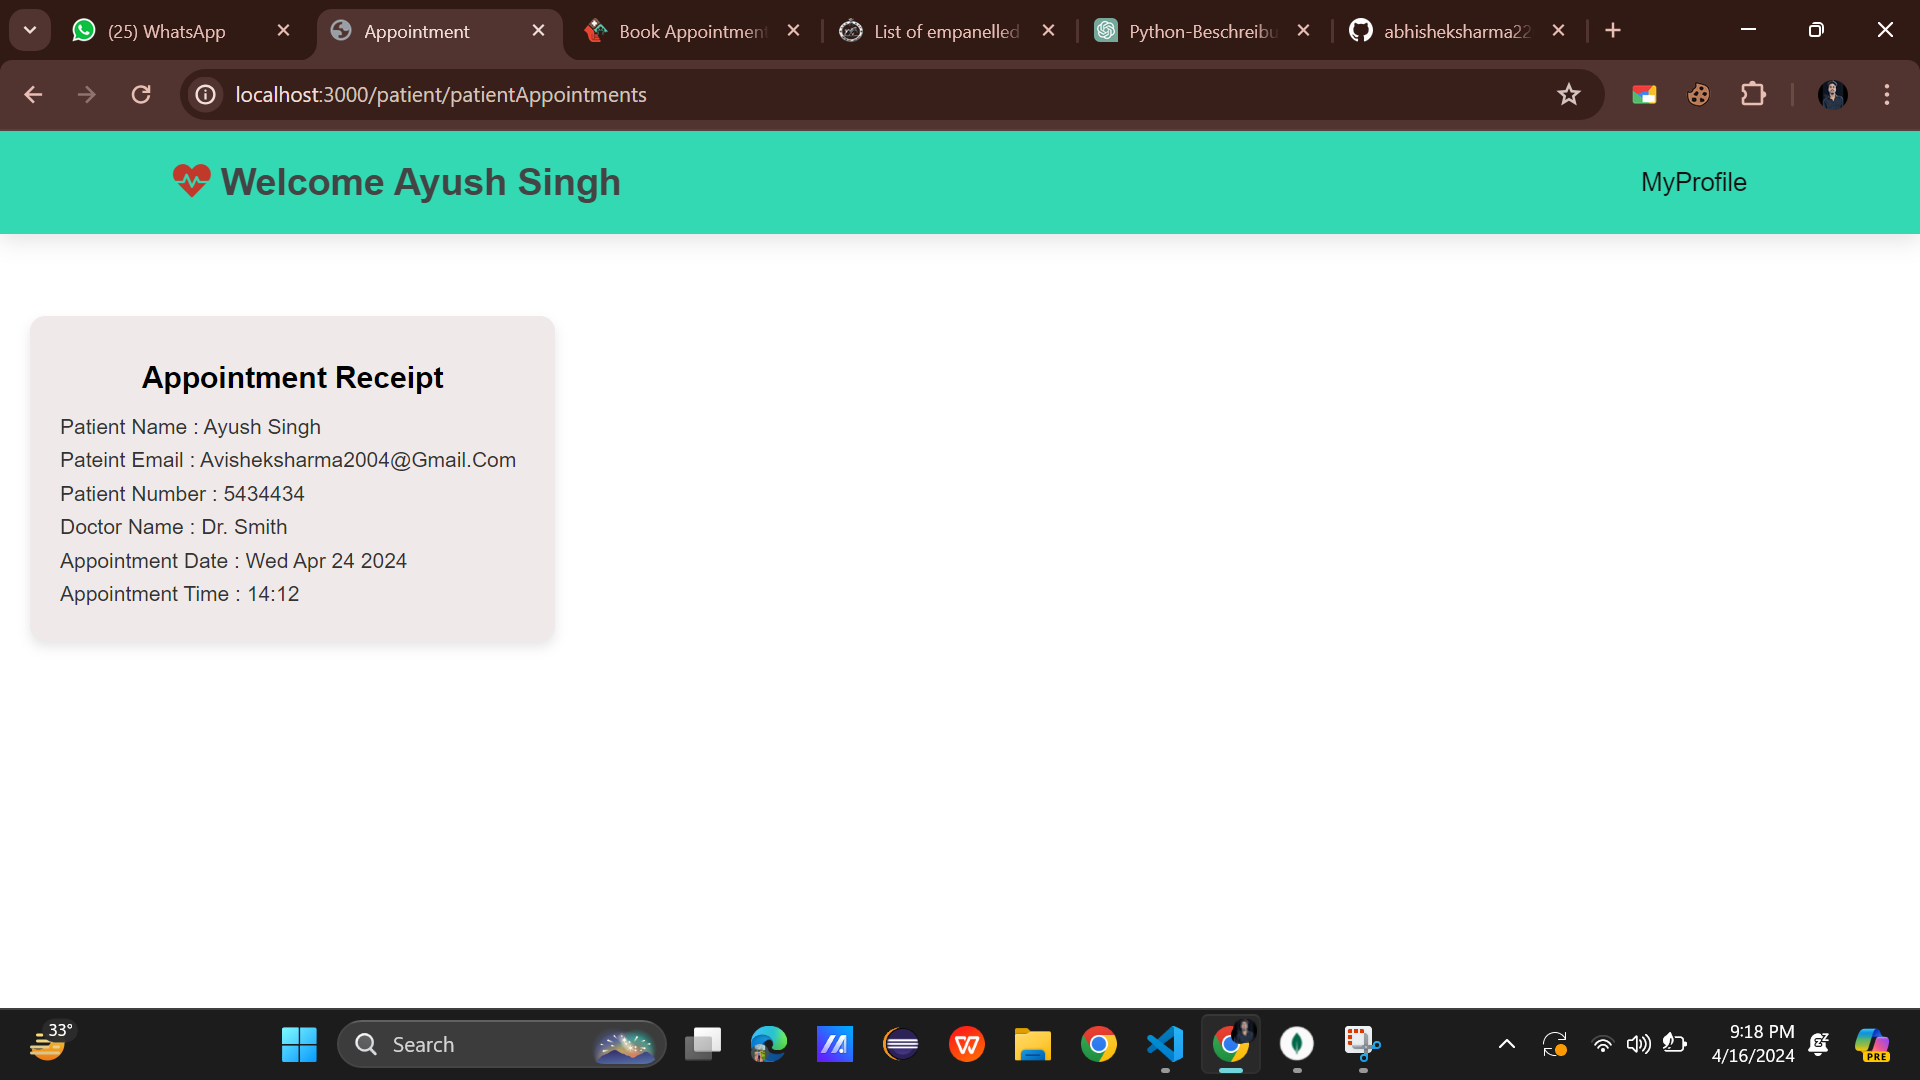 (25) WhatsApp
Appointment
Book Appointment
List of empanelled
Python-Beschreibu
abhisheksharma22
localhost:3000/patient/patientAppointments
Welcome Ayush Singh
MyProfile
Appointment Receipt
Patient Name : Ayush Singh
Pateint Email : Avisheksharma2004@Gmail.Com
Patient Number : 5434434
Doctor Name : Dr. Smith
Appointment Date : Wed Apr 24 2024
Appointment Time : 14:12
33°
Search
9:18 PM
4/16/2024
PRE